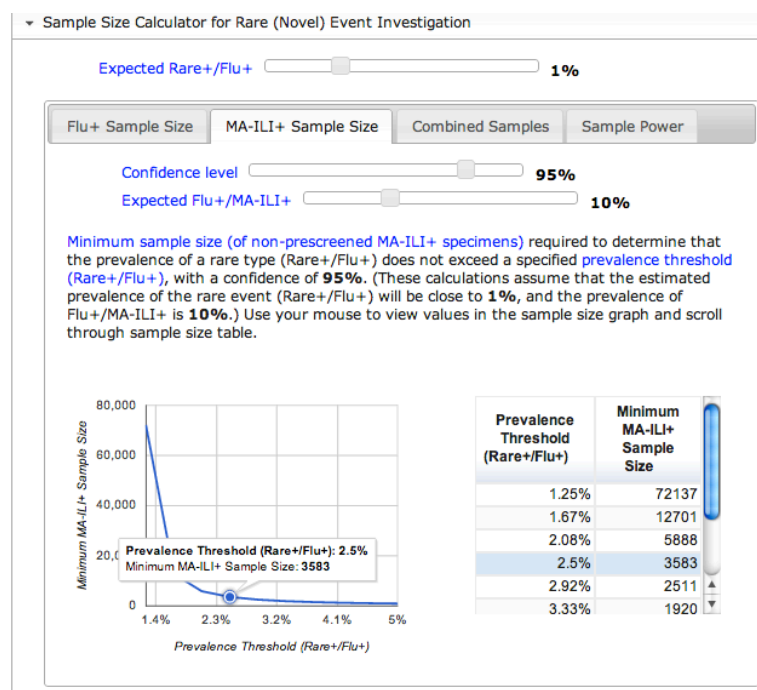 Sample Size Calculator for Rare (Novel) Event Investigation
Expected Rare+/Flu+ 1%
Flu+ Sample Size MA-ILI+ Sample Size Combined Samples Sample Power
Confidence level 95%
Expected Flu+/MA-ILI+ 10%
Minimum sample size (of non-prescreened MA-ILI+ specimens) required to determine that
the prevalence of a rare type (Rare+/Flu+) does not exceed a specified prevalence threshold
(Rare+/Flu+), with a confidence of 95%. (These calculations assume that the estimated
prevalence of the rare event (Rare+/Flu+) will be close to 1%, and the prevalence of
Flu+/MA-ILI+ is 10%.) Use your mouse to view values in the sample size graph and scroll
through sample size table.
Minimum MA-ILI+ Sample Size
80,000
60,000
40,000
20,0
0
Prevalence Threshold (Rare+/Flu+): 2.5%
Minimum MA-ILI+ Sample Size: 3583
1.4% 2.3% 3.2% 4.1% 5%
Prevalence Threshold (Rare+/Flu+)
Prevalence
Threshold
(Rare+/Flu+)
Minimum
MA-ILI+
Sample
Size
1.25% 72137
1.67% 12701
2.08% 5888
2.5% 3583
2.92% 2511
3.33% 1920